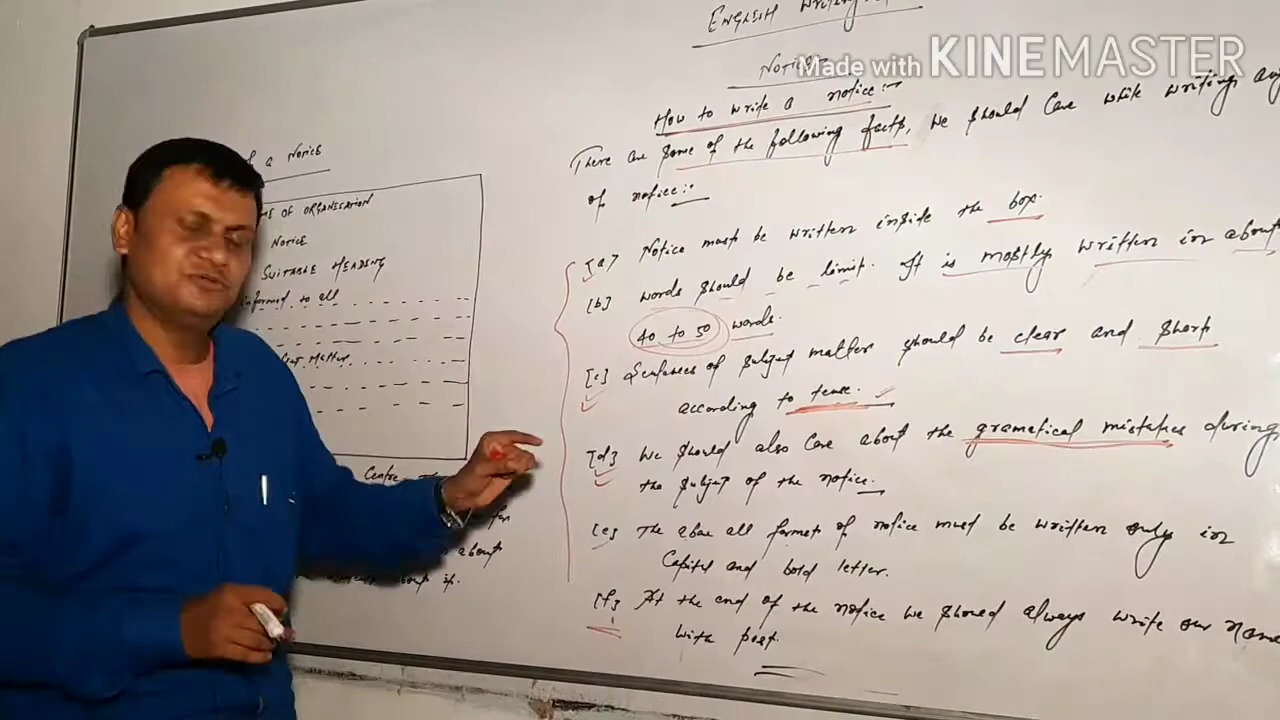 ENGLISH Writing
Made with KINEMASTER
NOTICE
How to write a notice:-
There are some of the following facts, we should care while writing any
of notice:-
[a] Notice must be written inside the box.
[b] words should be limit. It is mostly written in about
40 to 50 words.
[c] Sentences of subject matter should be clear and sharp
according to tense.
[d] We should also care about the gramatical mistakes during
the subject of the notice.
[e] The above all format of notice must be written only in
Capital and bold letter.
[f] At the end of the notice we should always write our name
with post.
of a NOTICE
OF ORGANISATION
NOTICE
SUITABLE HEADING
informed to all
Matter
Centre
about
about it.